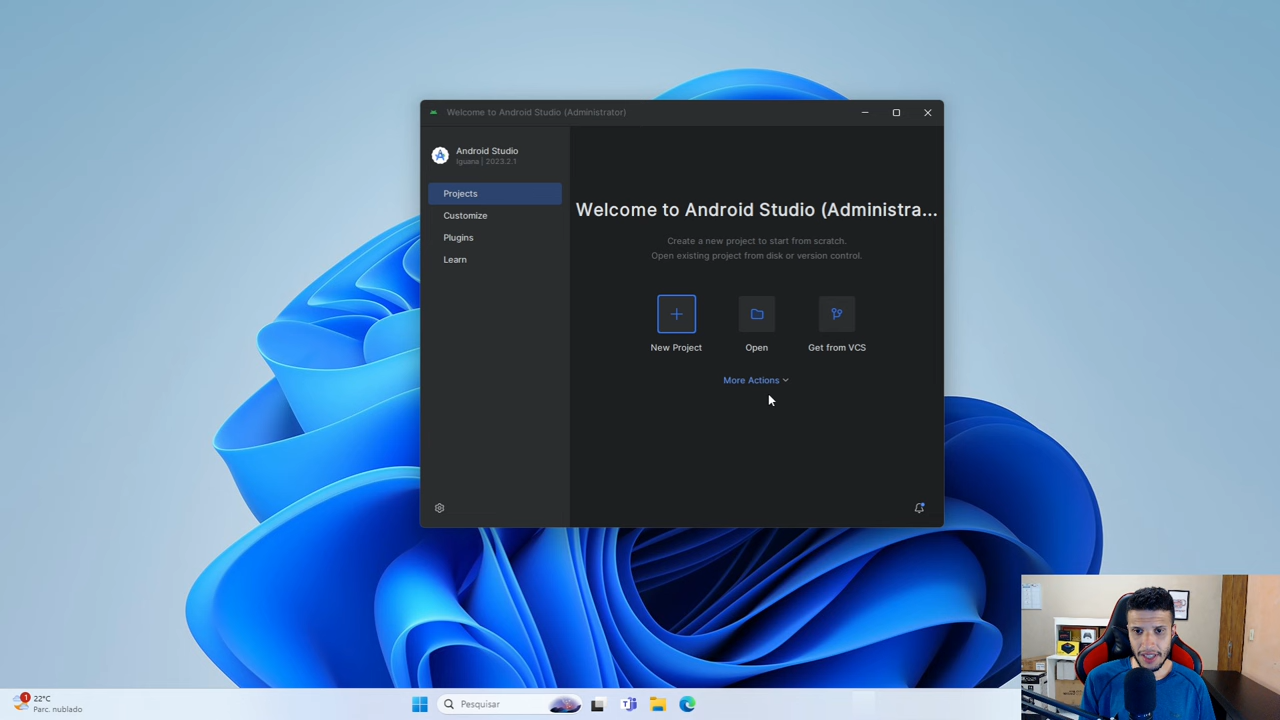 Welcome to Android Studio (Administrator)
Android Studio
Iguana | 2023.2.1
Projects
Customize
Plugins
Learn
Welcome to Android Studio (Administra...
Create a new project to start from scratch.
Open existing project from disk or version control.
New Project
Open
Get from VCS
More Actions
1
22°C
Parc. nublado
Pesquisar